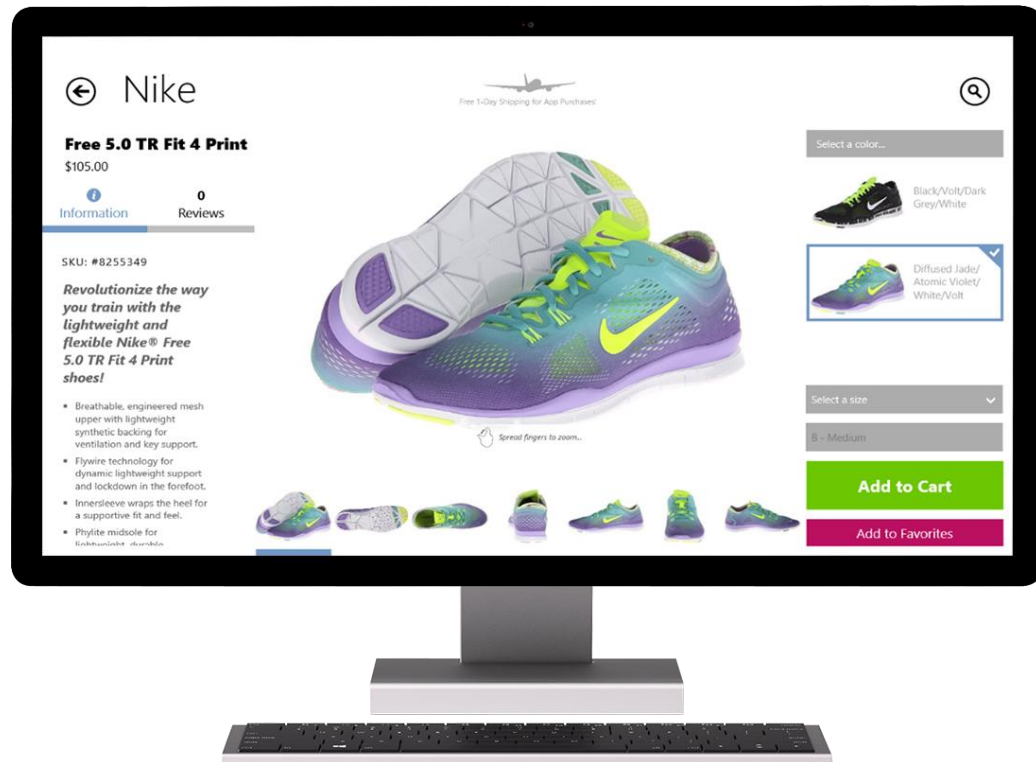 Nike
Free 1-Day Shipping for App Purchases!
Free 5.0 TR Fit 4 Print
$105.00
Information
0
Reviews
SKU: #8255349
Revolutionize the way
you train with the
lightweight and
flexible Nike® Free
5.0 TR Fit 4 Print
shoes!
Breathable, engineered mesh
upper with lightweight
synthetic backing for
ventilation and key support.
Flywire technology for
dynamic lightweight support
and lockdown in the forefoot.
Innersleeve wraps the heel for
a supportive fit and feel.
Phylite midsole for
lightweight, durable
Spread fingers to zoom...
Select a color...
Black/Volt/Dark
Grey/White
Diffused Jade/
Atomic Violet/
White/Volt
Select a size
B - Medium
Add to Cart
Add to Favorites